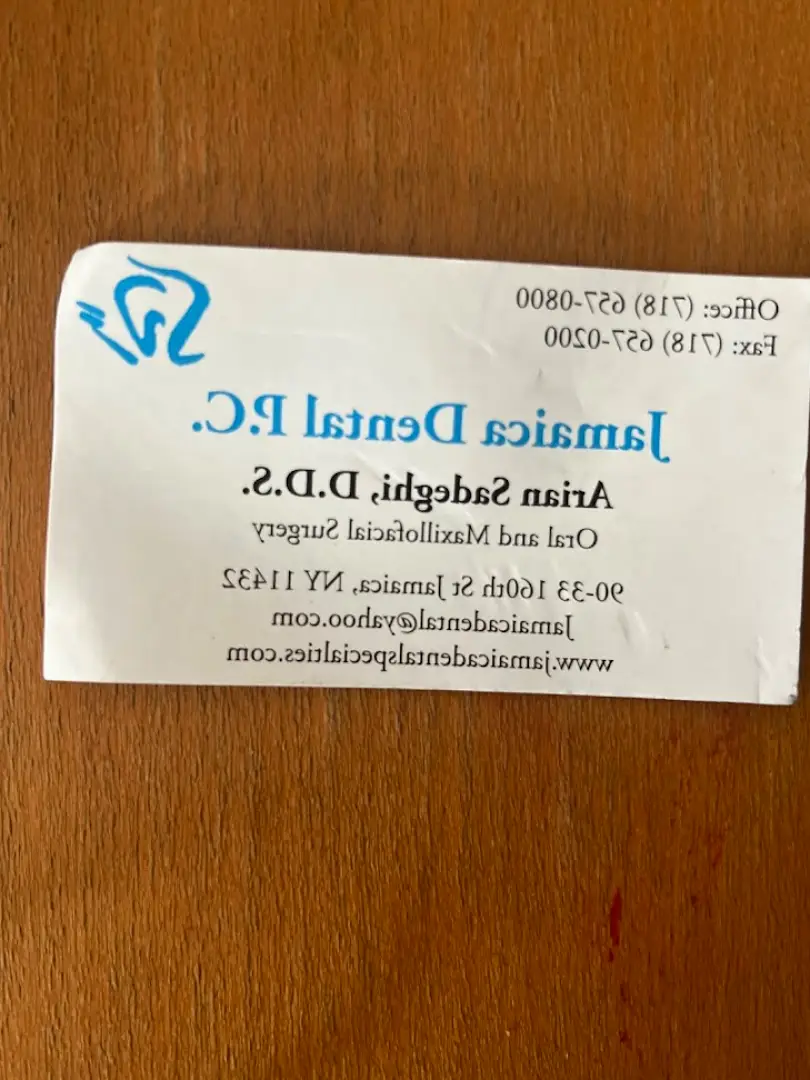 Office: (718) 657-0800
Fax: (718) 657-0200
Jamaica Dental P.C.
Arian Sadeghi, D.D.S.
Oral and Maxillofacial Surgery
90-33 160th St Jamaica, NY 11432
Jamaicadental@yahoo.com
www.jamaicadentalspecialties.com